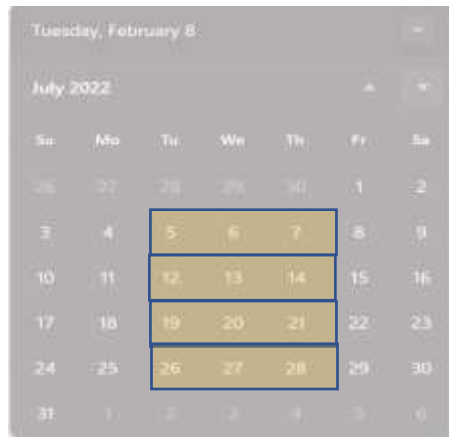 Tuesday, February 8
July 2022
Su Mo Tu We Th Fr Sa
26 27 28 29 30 1 2
3 4 5 6 7 8 9
10 11 12 13 14 15 16
17 18 19 20 21 22 23
24 25 26 27 28 29 30
31 1 2 3 4 5 6